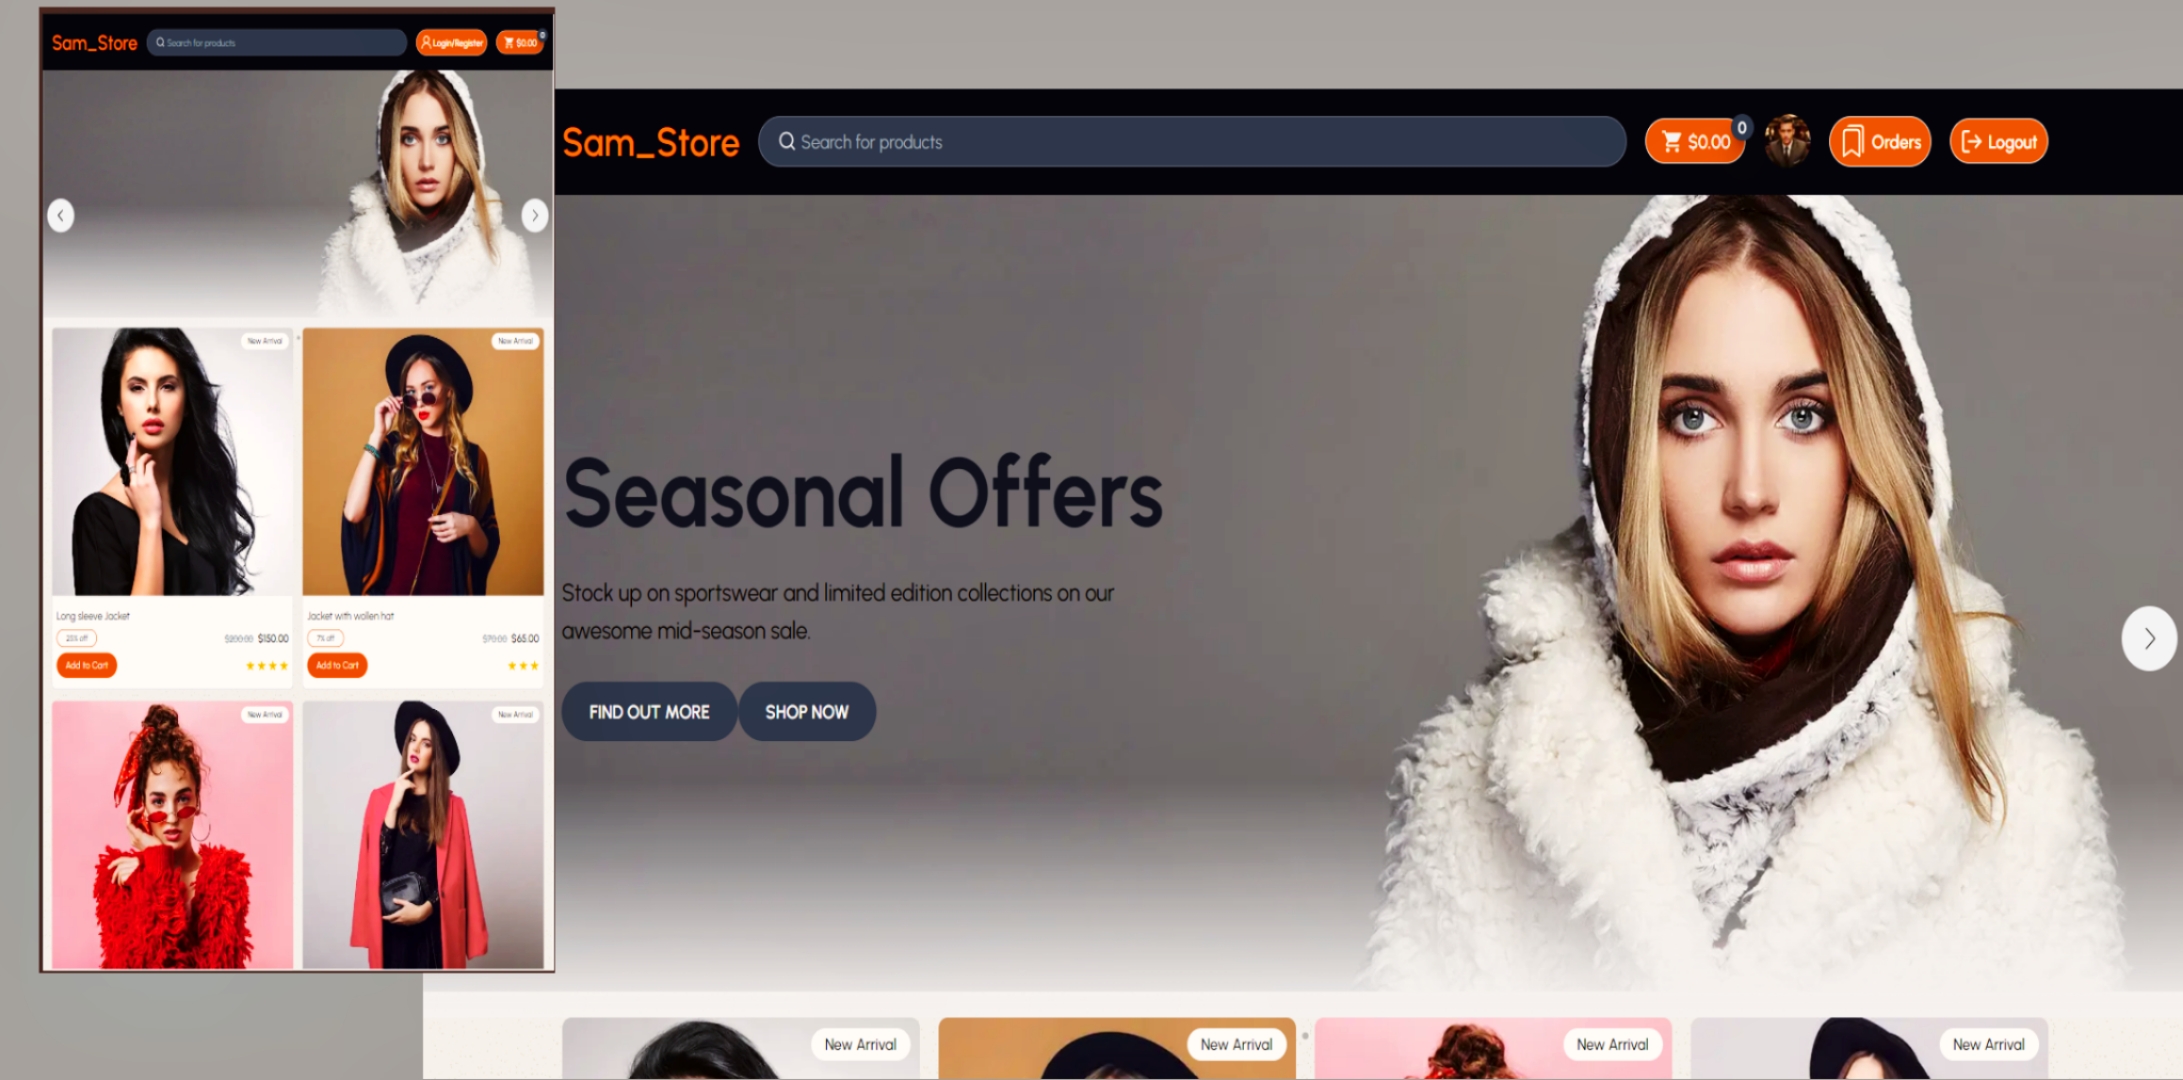 Sam_Store
Search for products
Login/Register
$0.00
0
New Arrival
New Arrival
Long sleeve Jacket
25% off
$200.00 $150.00
Add to Cart
Jacket with wollen hat
7% off
$70.00 $65.00
Add to Cart
New Arrival
New Arrival
Sam_Store
Search for products
$0.00
0
Orders
Logout
Seasonal Offers
Stock up on sportswear and limited edition collections on our
awesome mid-season sale.
FIND OUT MORE
SHOP NOW
New Arrival
New Arrival
New Arrival
New Arrival